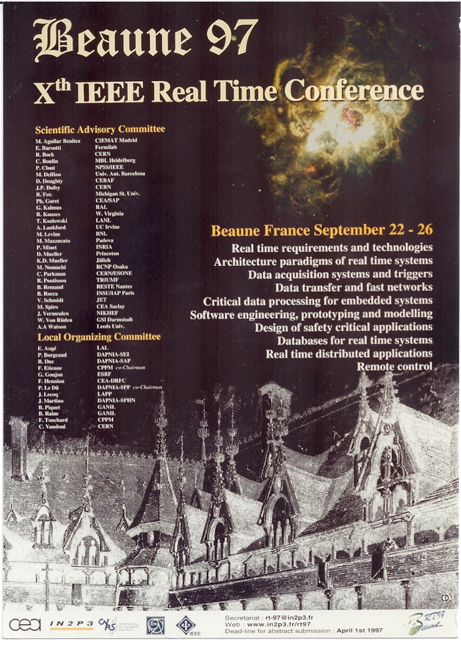 Beaune 97
Xth IEEE Real Time Conference
Scientific Advisory Committee
M. Aguilar Benitez CIEMAT Madrid
E. Barsotti Fermilab
R. Bock CERN
C. Boulin MBL Heidelberg
P. Clout NPSS/IEEE
M. Delfino Univ. Aut. Barcelona
D. Doughty CEBAF
J.P. Dufey CERN
R. Fox Michigan St. Univ.
Ph. Goret CEA/SAP
G. Kalmus RAL
R. Kouzes W. Virginia
T. Kozlowski LANL
A. Lankford UC Irvine
M. Levine BNL
M. Mazzucato Padova
P. Minet INRIA
D. Mueller Princeton
K.D. Mueller Jülich
M. Nomachi RCNP Osaka
C. Parkman CERN/ESONE
R. Poutissou TRIUMF
B. Renaud RESTE Nantes
B. Rocca INSU/IAP Paris
V. Schmidt JET
M. Spiro CEA Saclay
J. Vermeulen NIKHEF
W. Von Rüden GSI Darmstadt
A.A Watson Leeds Univ.
Local Organizing Committee
E. Augé LAL
P. Borgeaud DAPNIA-SEI
R. Duc DAPNIA-SAP
F. Etienne CPPM co-Chairman
G. Goujon ESRF
F. Hennion CEA-DRFC
P. Le Dû DAPNIA-SPP co-Chairman
J. Lecoq LAPP
J. Martino DAPNIA-SPHN
B. Piquet GANIL
B. Raine GANIL
F. Touchard CPPM
C. Vandoni CERN
Beaune France September 22 - 26
Real time requirements and technologies
Architecture paradigms of real time systems
Data acquisition systems and triggers
Data transfer and fast networks
Critical data processing for embedded systems
Software engineering, prototyping and modelling
Design of safety critical applications
Databases for real time systems
Real time distributed applications
Remote control
cea IN2P3 IEEE
Secretariat : rt-97@in2p3.fr
Web : www.in2p3.fr/rt97
Dead-line for abstract submission : April 1st 1997
RT97